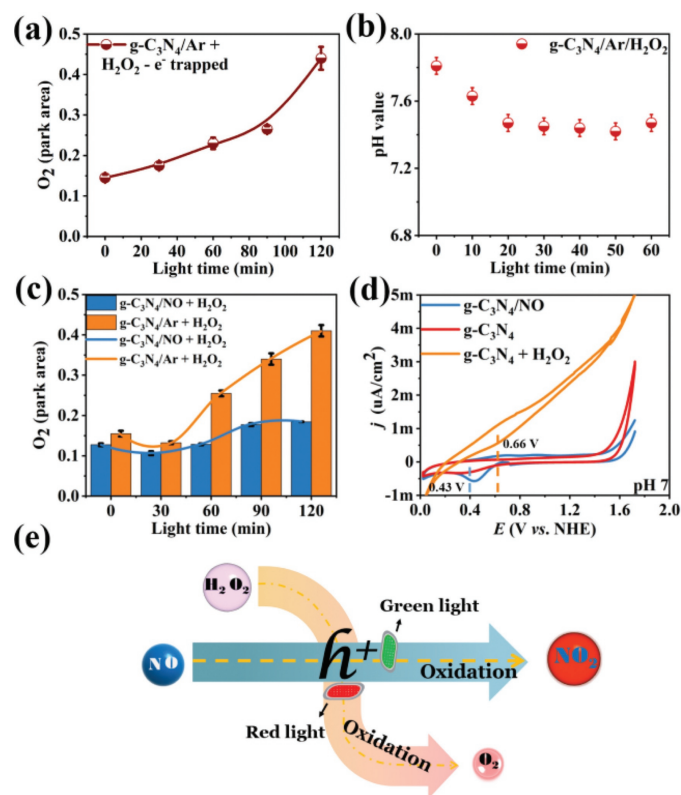 (a)
g-C₃N₄/Ar +
H₂O₂ - e⁻ trapped
O₂ (park area)
0.5
0.4
0.3
0.2
0.1
0.0
0 20 40 60 80 100 120
Light time (min)
(b)
g-C₃N₄/Ar/H₂O₂
pH value
8.0
7.6
7.2
6.8
0 10 20 30 40 50 60
Light time (min)
(c)
g-C₃N₄/NO + H₂O₂
g-C₃N₄/Ar + H₂O₂
g-C₃N₄/NO + H₂O₂
g-C₃N₄/Ar + H₂O₂
O₂ (park area)
0.5
0.4
0.3
0.2
0.1
0.0
0 30 60 90 120
Light time (min)
(d)
g-C₃N₄/NO
g-C₃N₄
g-C₃N₄ + H₂O₂
j (uA/cm²)
5m
4m
3m
2m
1m
0
-1m
0.66 V
0.43 V
pH 7
0.0 0.4 0.8 1.2 1.6 2.0
E (V vs. NHE)
(e)
H₂O₂
Green light
NO
h⁺
Oxidation
NO₂
Red light
Oxidation
O₂